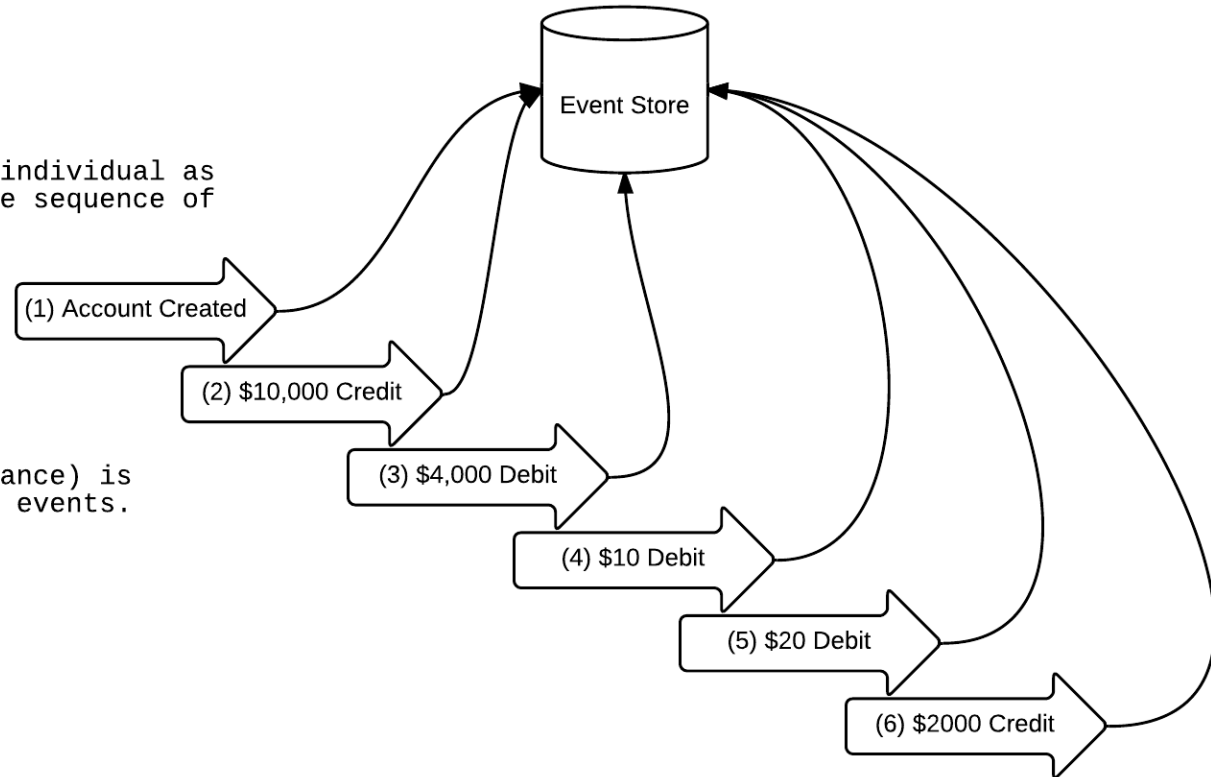 Event Store
individual as
e sequence of
(1) Account Created
(2) $10,000 Credit
ance) is
events.
(3) $4,000 Debit
(4) $10 Debit
(5) $20 Debit
(6) $2000 Credit